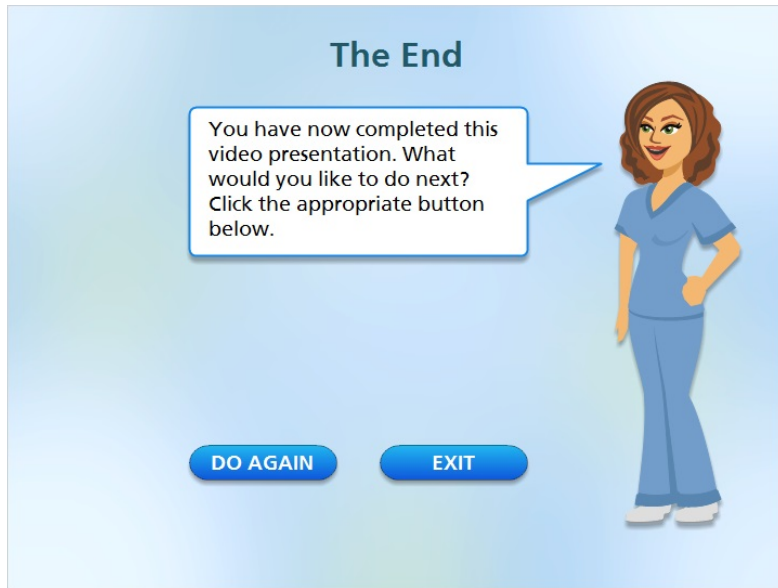 The End
You have now completed this
video presentation. What
would you like to do next?
Click the appropriate button
below.
DO AGAIN
EXIT